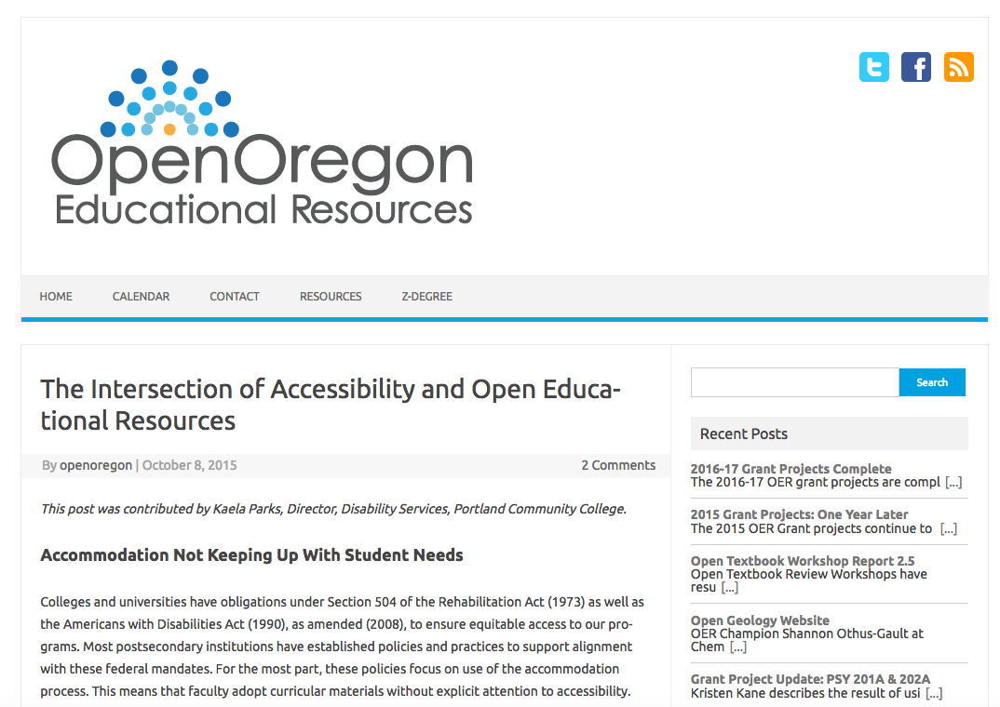 OpenOregon
Educational Resources
HOME CALENDAR CONTACT RESOURCES Z-DEGREE
The Intersection of Accessibility and Open Educa-
tional Resources
By openoregon | October 8, 2015 2 Comments
This post was contributed by Kaela Parks, Director, Disability Services, Portland Community College.
Accommodation Not Keeping Up With Student Needs
Colleges and universities have obligations under Section 504 of the Rehabilitation Act (1973) as well as
the Americans with Disabilities Act (1990), as amended (2008), to ensure equitable access to our pro-
grams. Most postsecondary institutions have established policies and practices to support alignment
with these federal mandates. For the most part, these policies focus on use of the accommodation
process. This means that faculty adopt curricular materials without explicit attention to accessibility.
Search
Recent Posts
2016-17 Grant Projects Complete
The 2016-17 OER grant projects are compl [...]
2015 Grant Projects: One Year Later
The 2015 OER Grant projects continue to [...]
Open Textbook Workshop Report 2.5
Open Textbook Review Workshops have
resu [...]
Open Geology Website
OER Champion Shannon Othus-Gault at
Chem [...]
Grant Project Update: PSY 201A & 202A
Kristen Kane describes the result of usi [...]